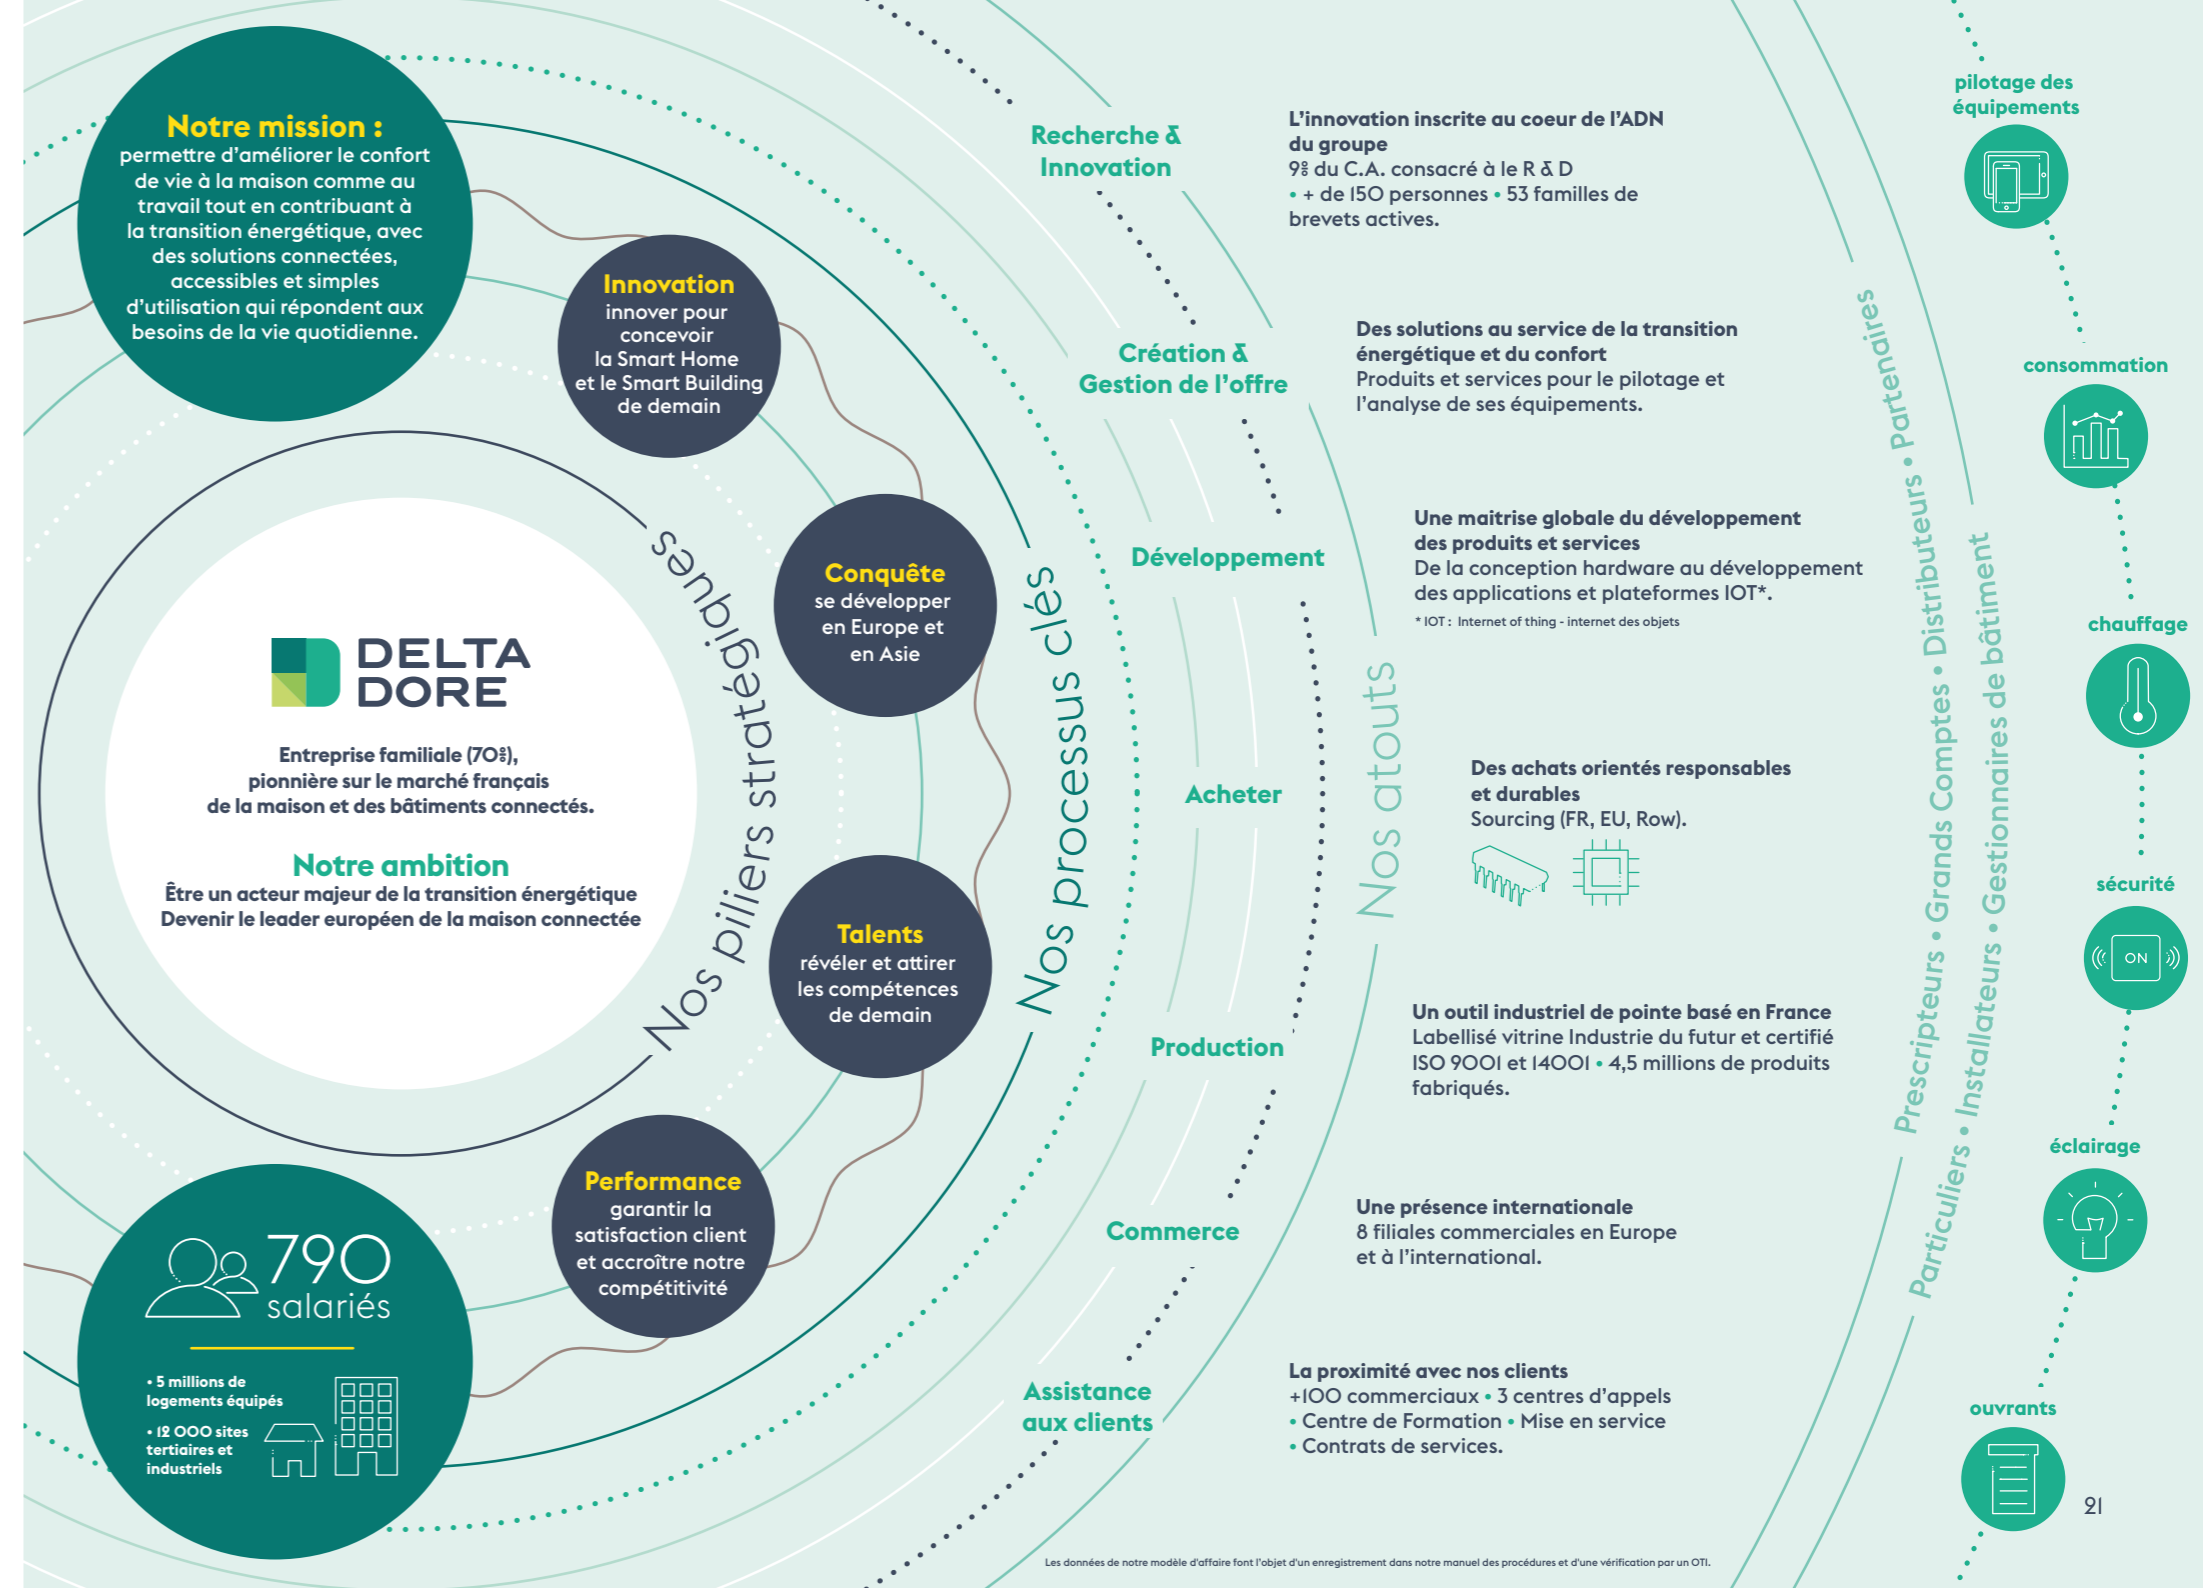 Notre mission :
permettre d'améliorer le confort
de vie à la maison comme au
travail tout en contribuant à
la transition énergétique, avec
des solutions connectées,
accessibles et simples
d'utilisation qui répondent aux
besoins de la vie quotidienne.
DELTA
DORE
Entreprise familiale (70%),
pionnière sur le marché français
de la maison et des bâtiments connectés.
Notre ambition
Être un acteur majeur de la transition énergétique
Devenir le leader européen de la maison connectée
790
salariés
• 5 millions de
logements équipés
• 12 000 sites
tertiaires et
industriels
Nos piliers stratégiques
Innovation
innover pour
concevoir
la Smart Home
et le Smart Building
de demain
Conquête
se développer
en Europe et
en Asie
Talents
révéler et attirer
les compétences
de demain
Performance
garantir la
satisfaction client
et accroître notre
compétitivité
Nos processus clés
Recherche &
Innovation
Création &
Gestion de l'offre
Développement
Acheter
Production
Commerce
Assistance
aux clients
Nos atouts
L'innovation inscrite au coeur de l'ADN
du groupe
9% du C.A. consacré à le R & D
• + de 150 personnes • 53 familles de
brevets actives.
Des solutions au service de la transition
énergétique et du confort
Produits et services pour le pilotage et
l'analyse de ses équipements.
Une maitrise globale du développement
des produits et services
De la conception hardware au développement
des applications et plateformes IOT*.
* IOT : Internet of thing - internet des objets
Des achats orientés responsables
et durables
Sourcing (FR, EU, Row).
Un outil industriel de pointe basé en France
Labellisé vitrine Industrie du futur et certifié
ISO 9001 et 14001 • 4,5 millions de produits
fabriqués.
Une présence internationale
8 filiales commerciales en Europe
et à l'international.
La proximité avec nos clients
+100 commerciaux • 3 centres d'appels
• Centre de Formation • Mise en service
• Contrats de services.
Prescripteurs • Grands Comptes • Distributeurs • Partenaires
Particuliers • Installateurs • Gestionnaires de bâtiment
pilotage des
équipements
consommation
chauffage
sécurité
ON
éclairage
ouvrants
21
Les données de notre modèle d'affaire font l'objet d'un enregistrement dans notre manuel des procédures et d'une vérification par un OTI.